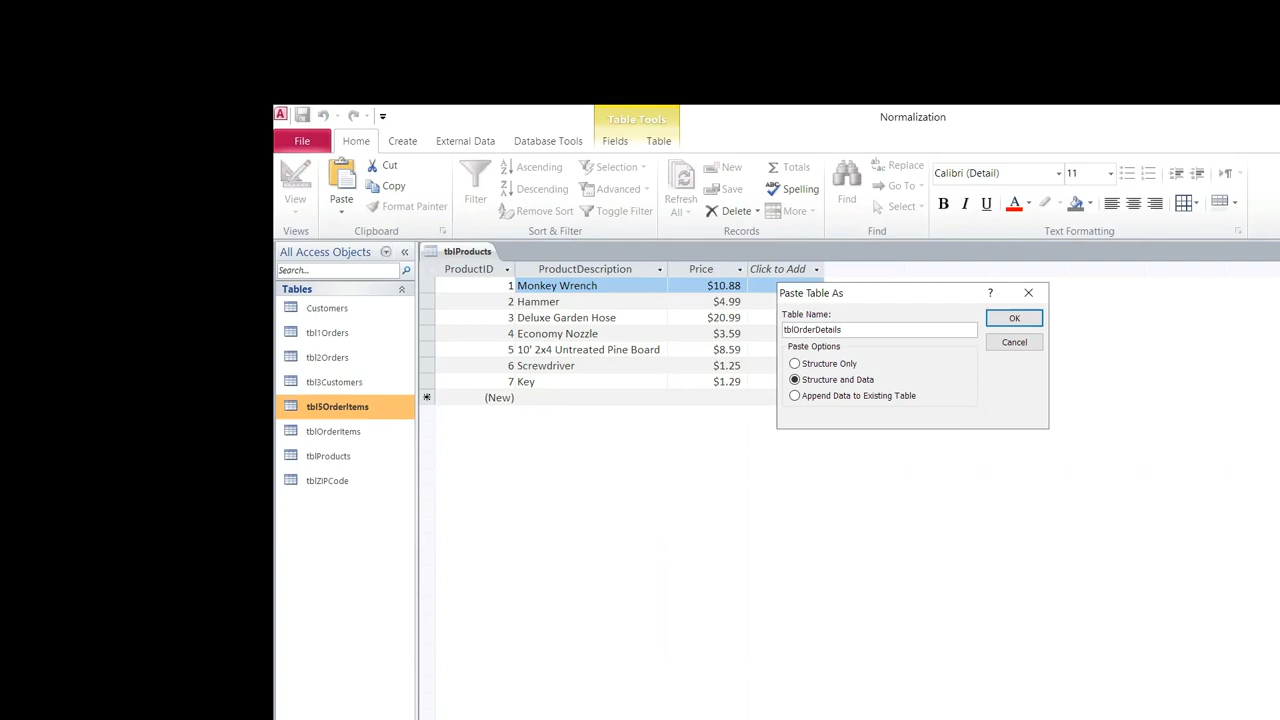 Table Tools
Normalization
File
Home
Create
External Data
Database Tools
Fields
Table
View
Views
Paste
Cut
Copy
Format Painter
Clipboard
Filter
Ascending
Descending
Remove Sort
Selection
Advanced
Toggle Filter
Sort & Filter
Refresh
All
New
Save
Delete
Totals
Spelling
More
Records
Find
Replace
Go To
Select
Find
Calibri (Detail)
11
B I U A
Text Formatting
All Access Objects
Search...
Tables
Customers
tbl1Orders
tbl2Orders
tbl3Customers
tbl5OrderItems
tblOrderItems
tblProducts
tblZIPCode
tblProducts
ProductID ProductDescription Price Click to Add
1 Monkey Wrench $10.88
2 Hammer $4.99
3 Deluxe Garden Hose $20.99
4 Economy Nozzle $3.59
5 10' 2x4 Untreated Pine Board $8.59
6 Screwdriver $1.25
7 Key $1.29
(New)
Paste Table As
?
Table Name:
tblOrderDetails
Paste Options
Structure Only
Structure and Data
Append Data to Existing Table
OK
Cancel